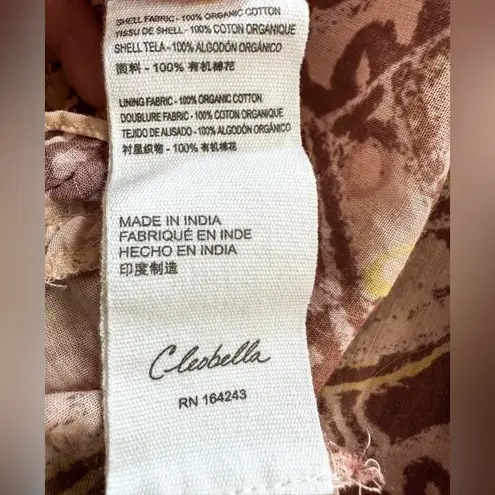 SHELL FABRIC - 100% ORGANIC COTTON
TISSU DE SHELL - 100% COTON ORGANIQUE
SHELL TELA - 100% ALGODÓN ORGÁNICO
面料 - 100% 有机棉花
LINING FABRIC - 100% ORGANIC COTTON
DOUBLURE FABRIC - 100% COTON ORGANIQUE
TEJIDO DE ALISADO - 100% ALGODÓN ORGÁNICO
衬里织物 - 100% 有机棉花
MADE IN INDIA
FABRIQUÉ EN INDE
HECHO EN INDIA
印度制造
Cleobella
RN 164243